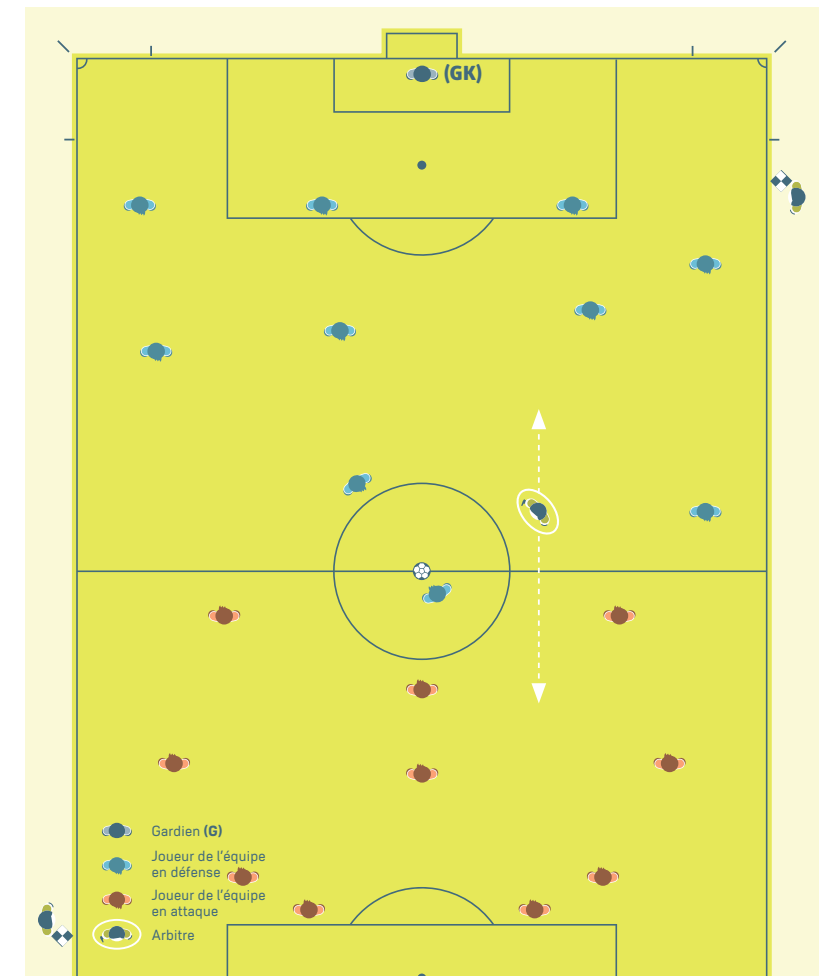 (GK)
Gardien (G)
Joueur de l'équipe
en défense
Joueur de l'équipe
en attaque
Arbitre